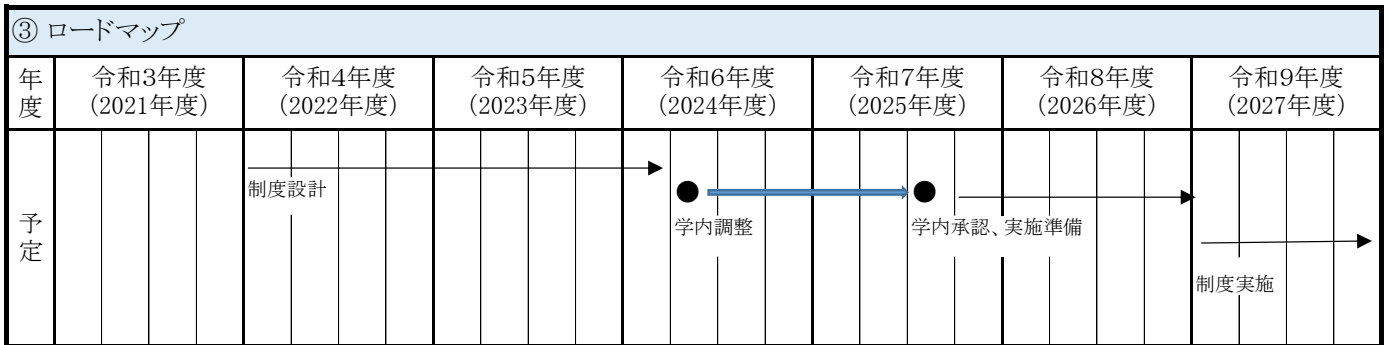 ③ ロードマップ
年度
令和3年度
(2021年度)
令和4年度
(2022年度)
令和5年度
(2023年度)
令和6年度
(2024年度)
令和7年度
(2025年度)
令和8年度
(2026年度)
令和9年度
(2027年度)
予定
制度設計
学内調整
学内承認、実施準備
制度実施